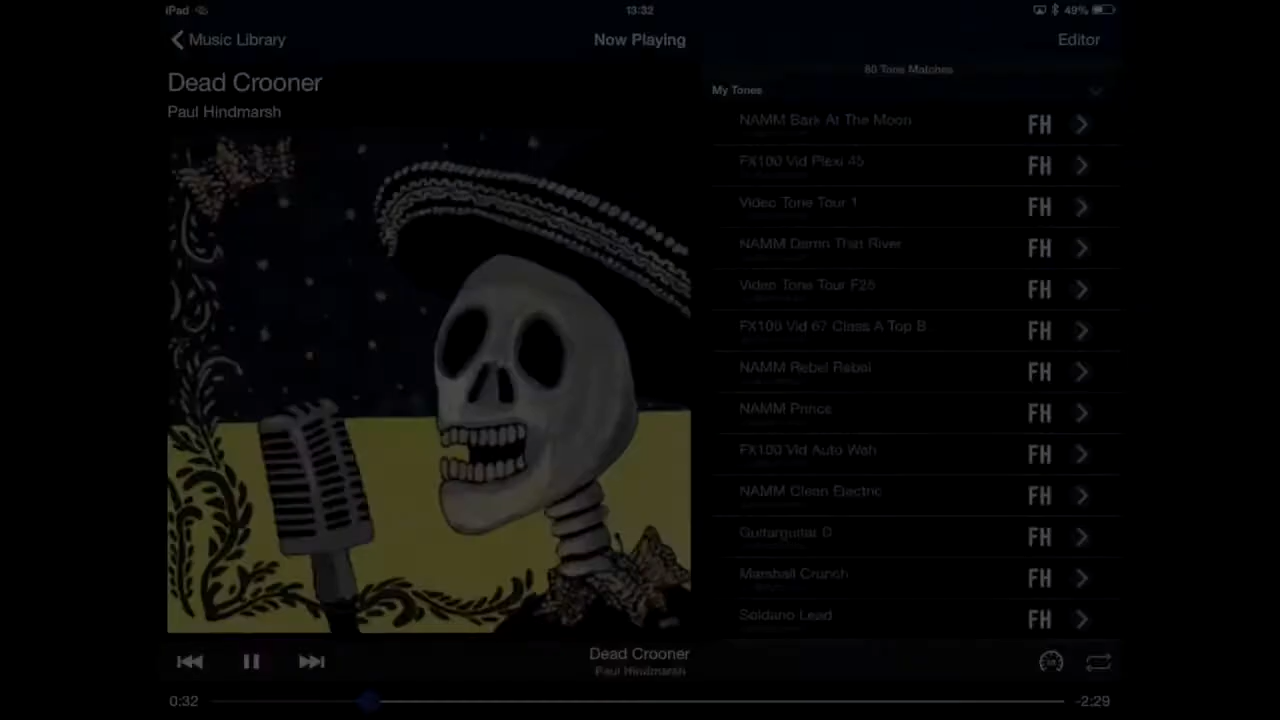 iPad
13:32
49%
Music Library
Now Playing
Editor
Dead Crooner
Paul Hindmarsh
80 Tone Matches
My Tones
NAMM Bark At The Moon
FH
FX100 Vid Plexi 45
FH
Video Tone Tour 1
FH
NAMM Damn That River
FH
Video Tone Tour F25
FH
FX100 Vid 67 Class A Top B
FH
NAMM Rebel Rebel
FH
NAMM Prince
FH
FX100 Vid Auto Wah
FH
NAMM Clean Electric
FH
Guitarguitar D
FH
Marshall Crunch
FH
Soldano Lead
FH
Dead Crooner
Paul Hindmarsh
0:32
-2:29